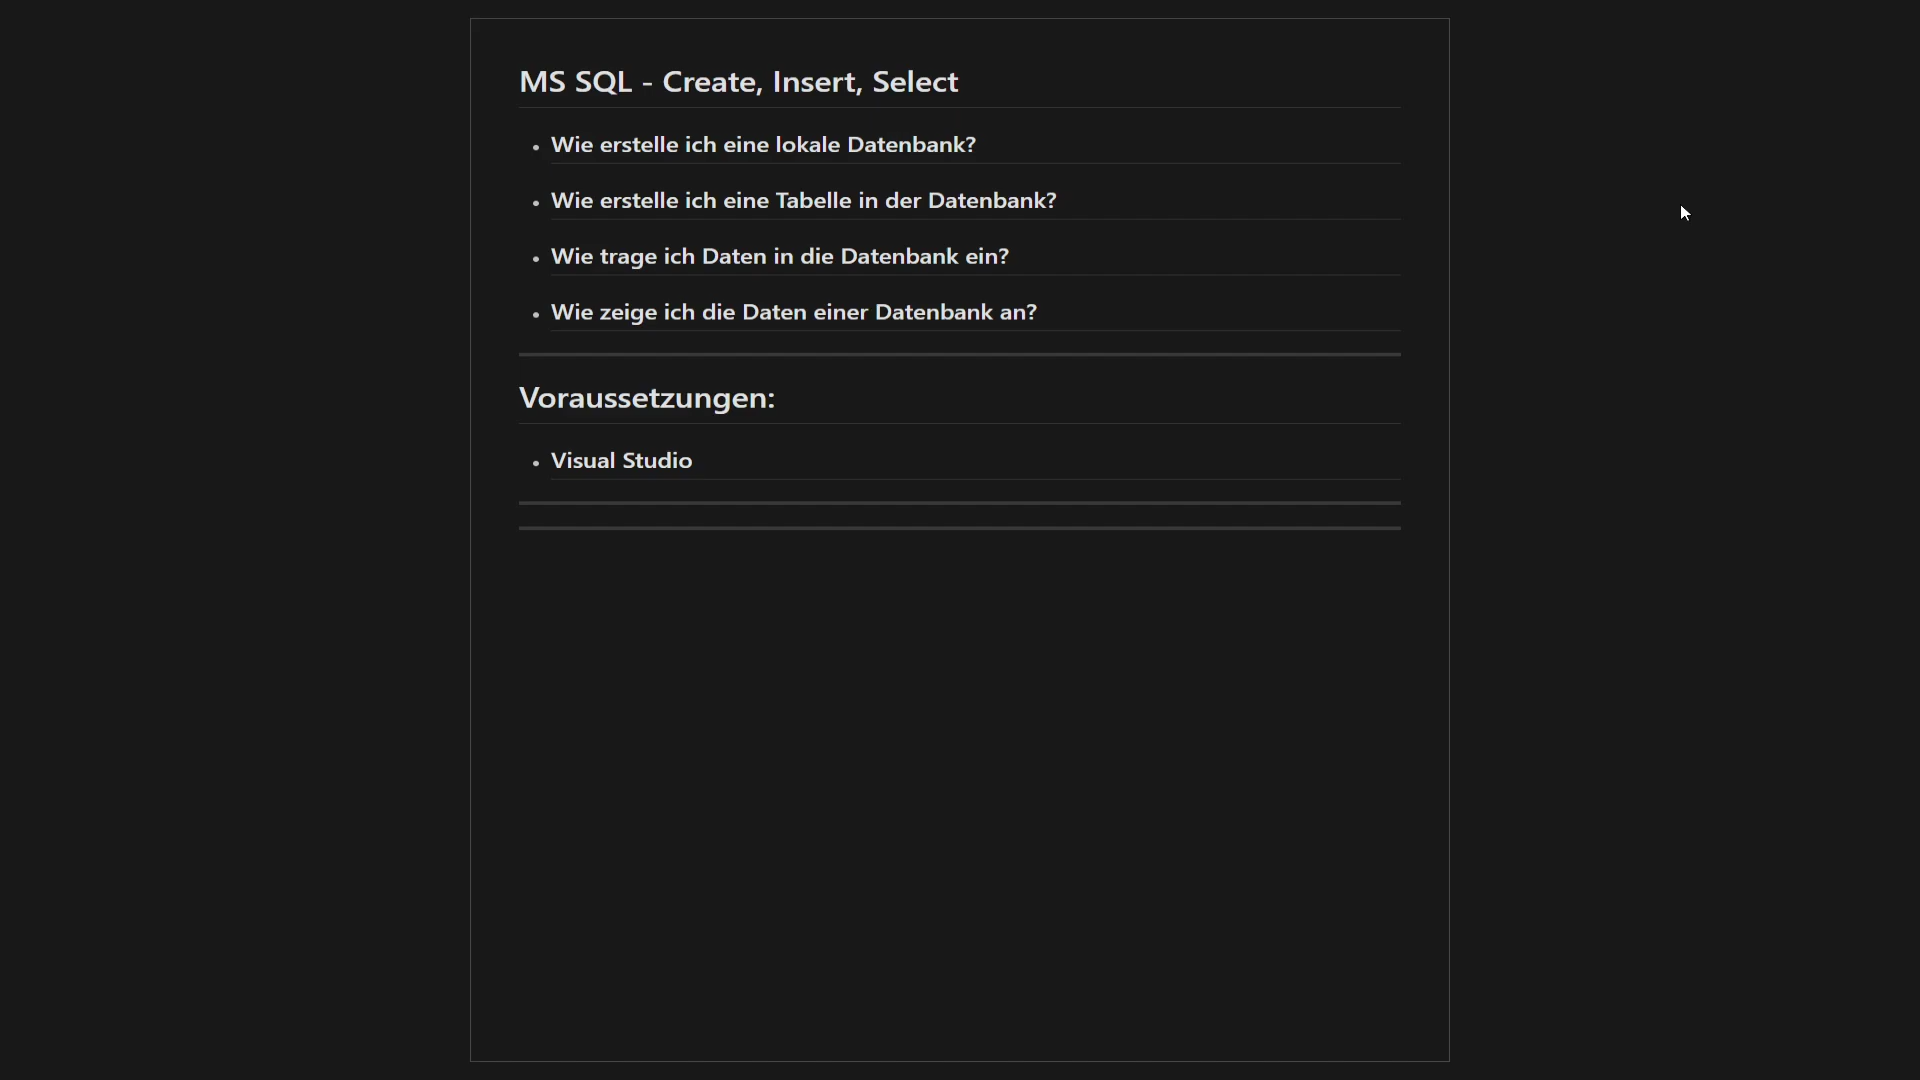 MS SQL - Create, Insert, Select
• Wie erstelle ich eine lokale Datenbank?
• Wie erstelle ich eine Tabelle in der Datenbank?
• Wie trage ich Daten in die Datenbank ein?
• Wie zeige ich die Daten einer Datenbank an?
Voraussetzungen:
• Visual Studio